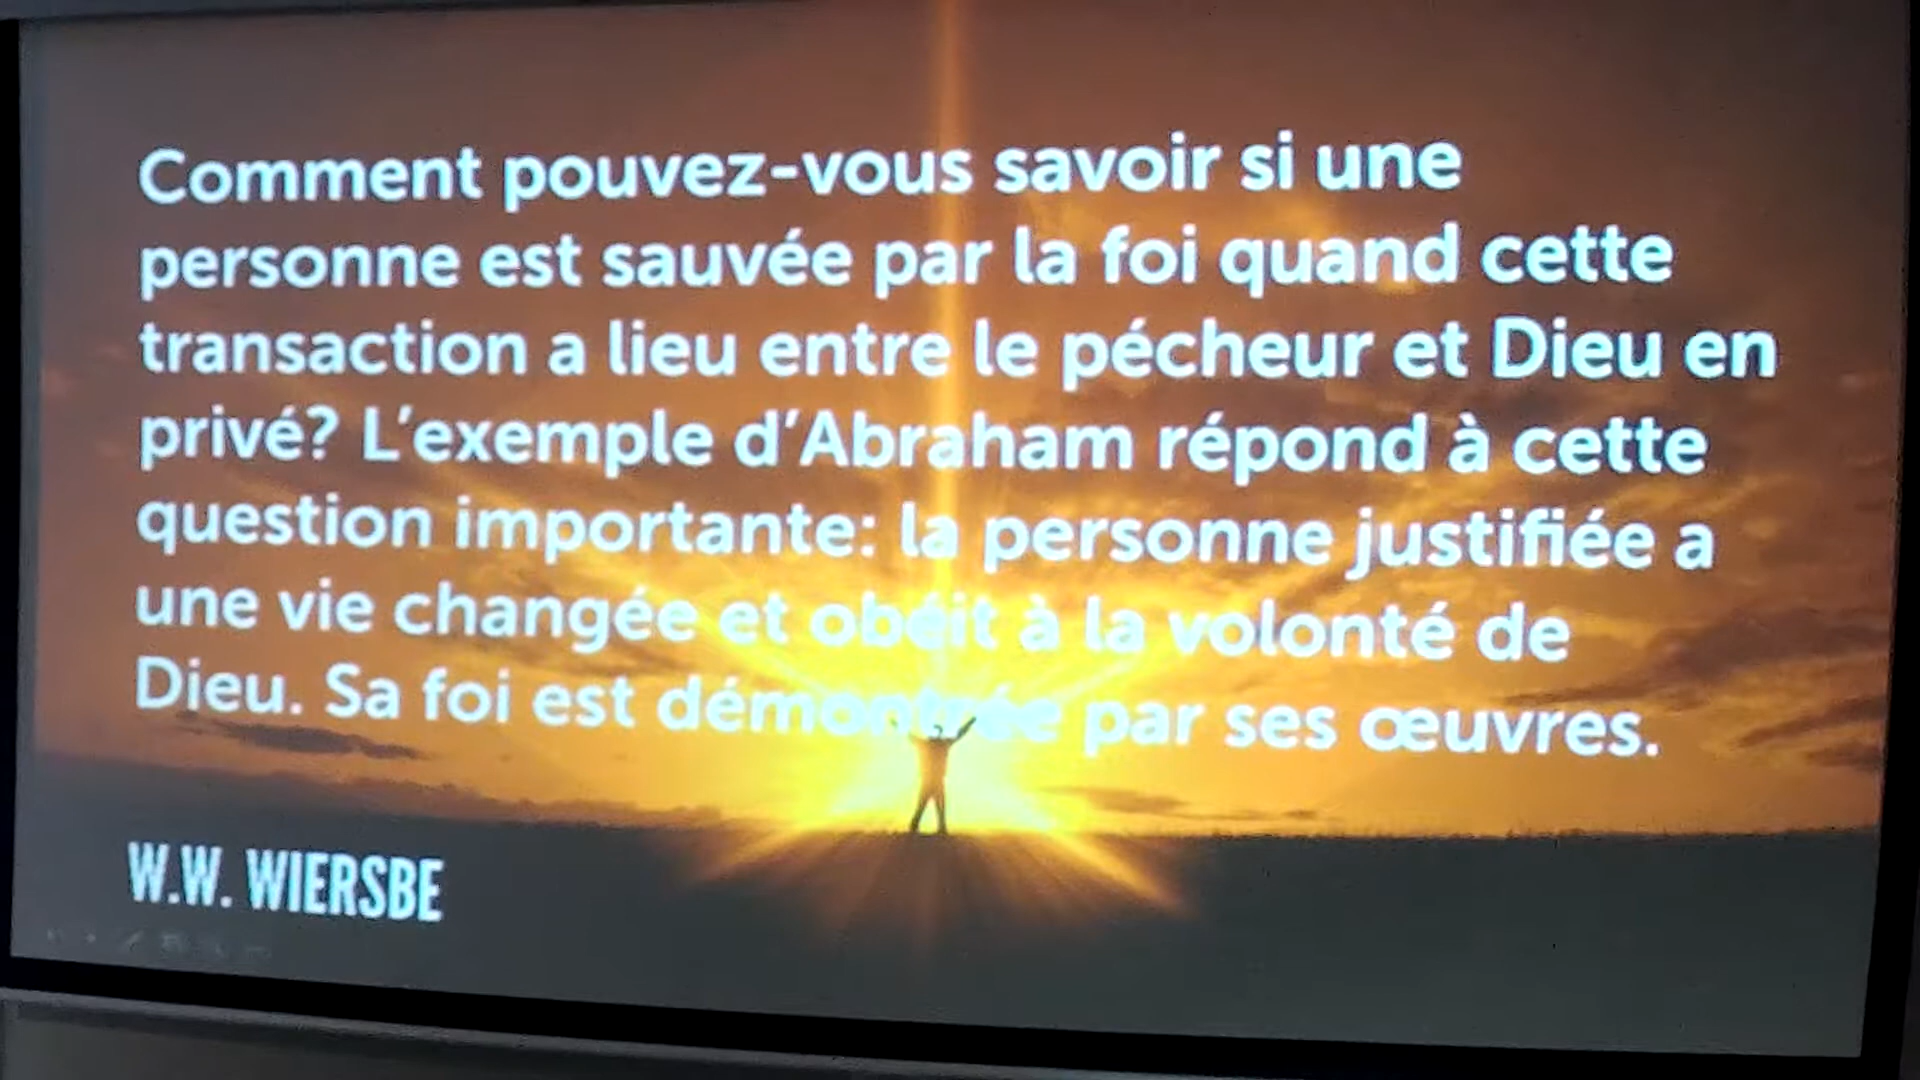 Comment pouvez-vous savoir si une
personne est sauvée par la foi quand cette
transaction a lieu entre le pécheur et Dieu en
privé? L'exemple d'Abraham répond à cette
question importante: la personne justifiée a
une vie changée et obéit à la volonté de
Dieu. Sa foi est démontrée par ses œuvres.
W.W. WIERSBE